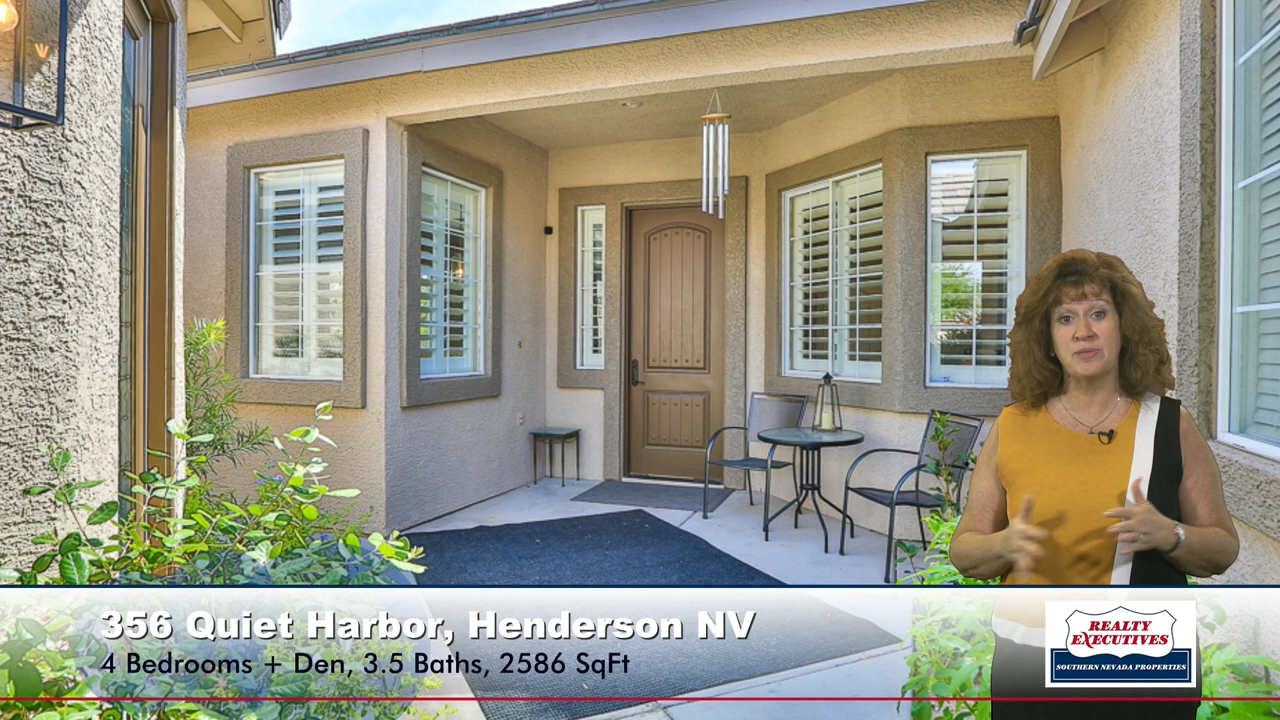 356 Quiet Harbor, Henderson NV
4 Bedrooms + Den, 3.5 Baths, 2586 SqFt
REALTY
EXECUTIVES
SOUTHERN NEVADA PROPERTIES